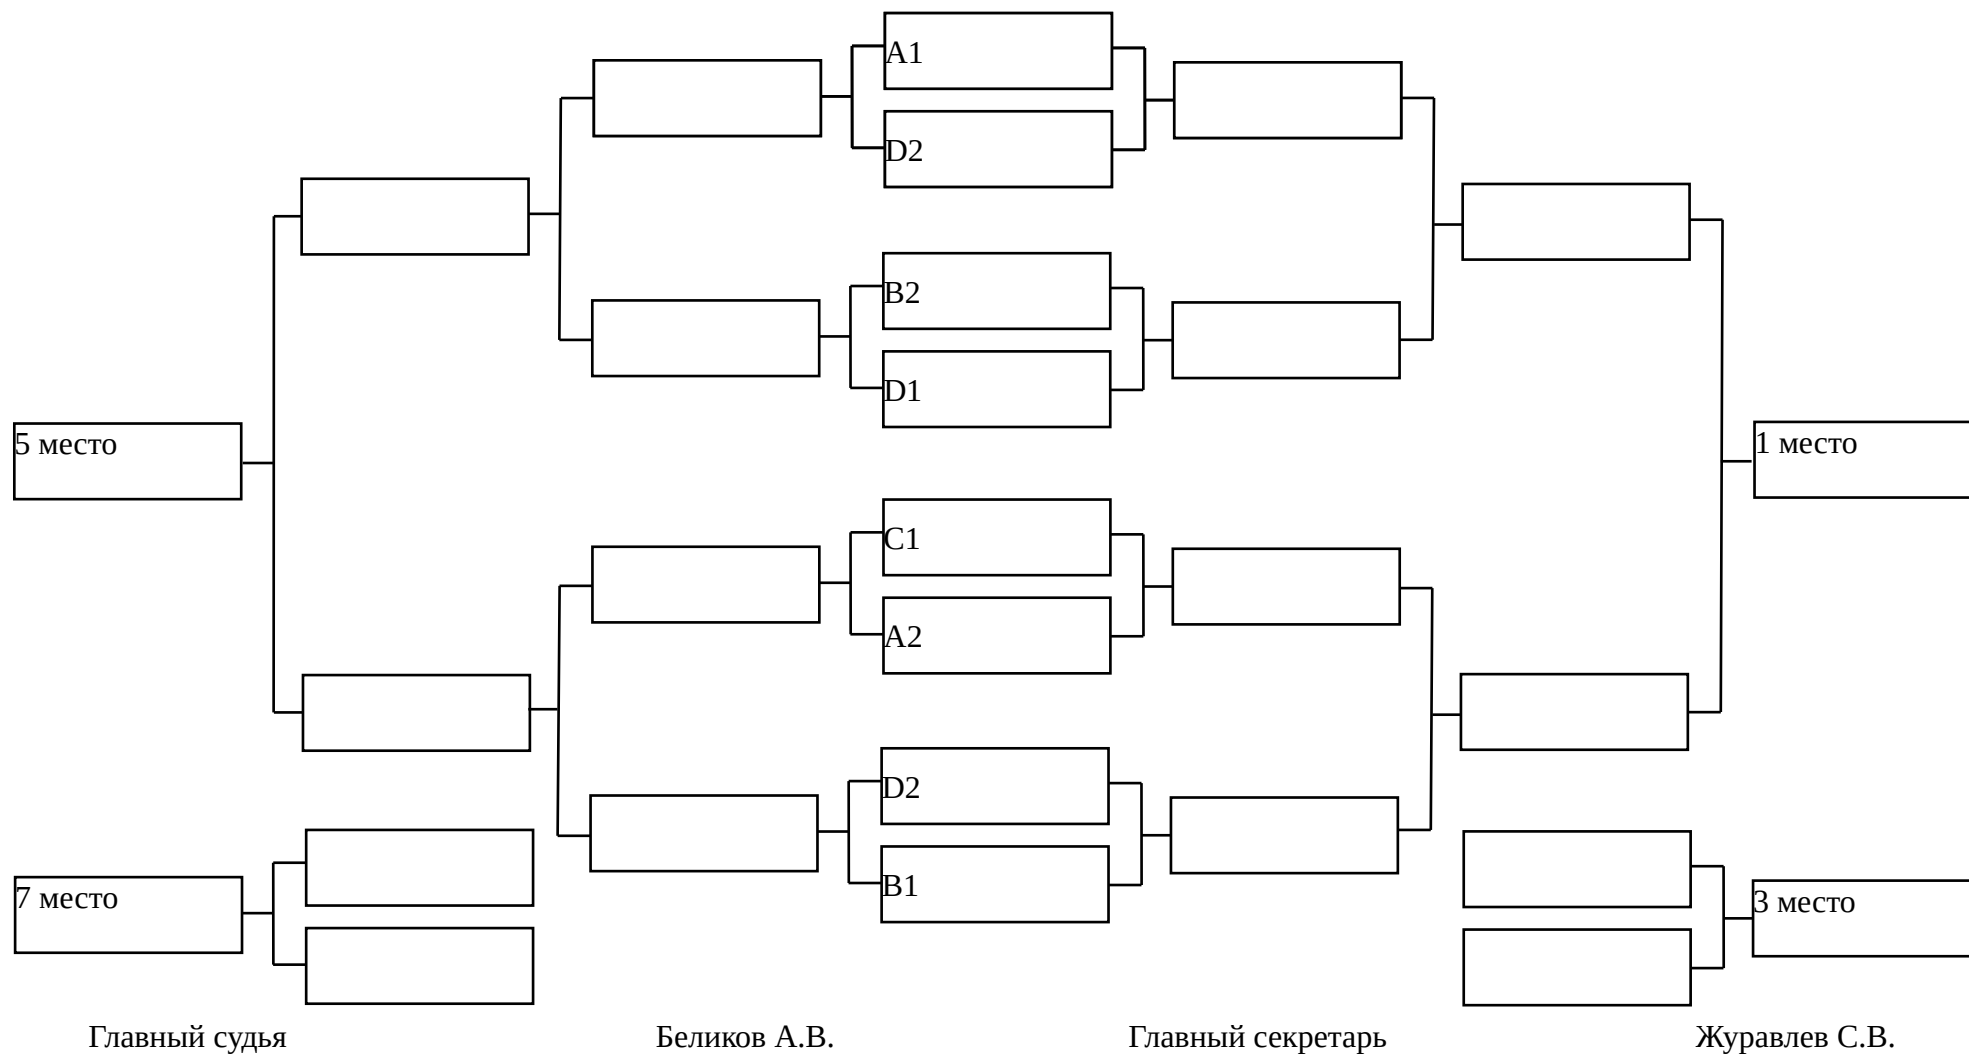 A1
D2
B2
D1
5 место
1 место
C1
A2
D2
B1
7 место
3 место
Главный судья Беликов А.В. Главный секретарь Журавлев С.В.